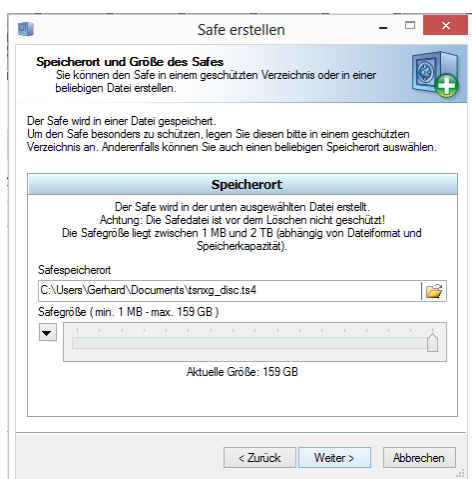 Safe erstellen
Speicherort und Größe des Safes
Sie können den Safe in einem geschützten Verzeichnis oder in einer
beliebigen Datei erstellen.
Der Safe wird in einer Datei gespeichert.
Um den Safe besonders zu schützen, legen Sie diesen bitte in einem geschützten
Verzeichnis an. Anderenfalls können Sie auch einen beliebigen Speicherort auswählen.
Speicherort
Der Safe wird in der unten ausgewählten Datei erstellt.
Achtung: Die Safedatei ist vor dem Löschen nicht geschützt!
Die Safegröße liegt zwischen 1 MB und 2 TB (abhängig von Dateiformat und
Speicherkapazität).
Safespeicherort
C:\Users\Gerhard\Documents\tsnxg_disc.ts4
Safegröße ( min. 1 MB - max. 159 GB )
Aktuelle Größe: 159 GB
< Zurück Weiter > Abbrechen